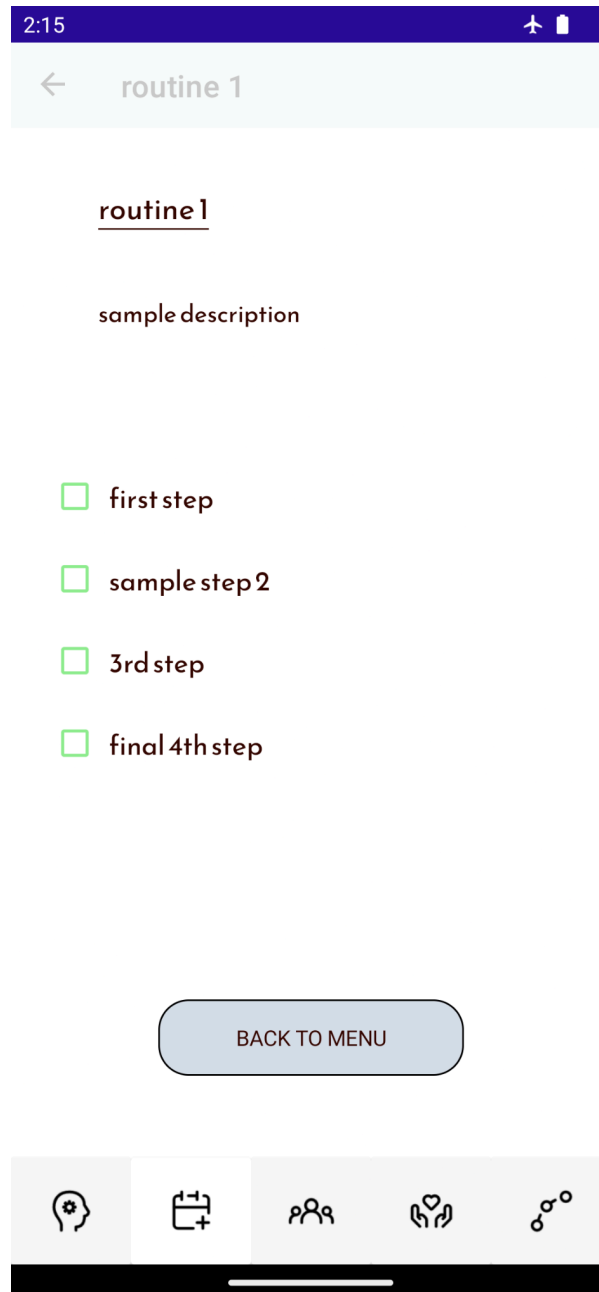 2:15
routine 1
routine 1
sample description
first step
sample step 2
3rd step
final 4th step
BACK TO MENU